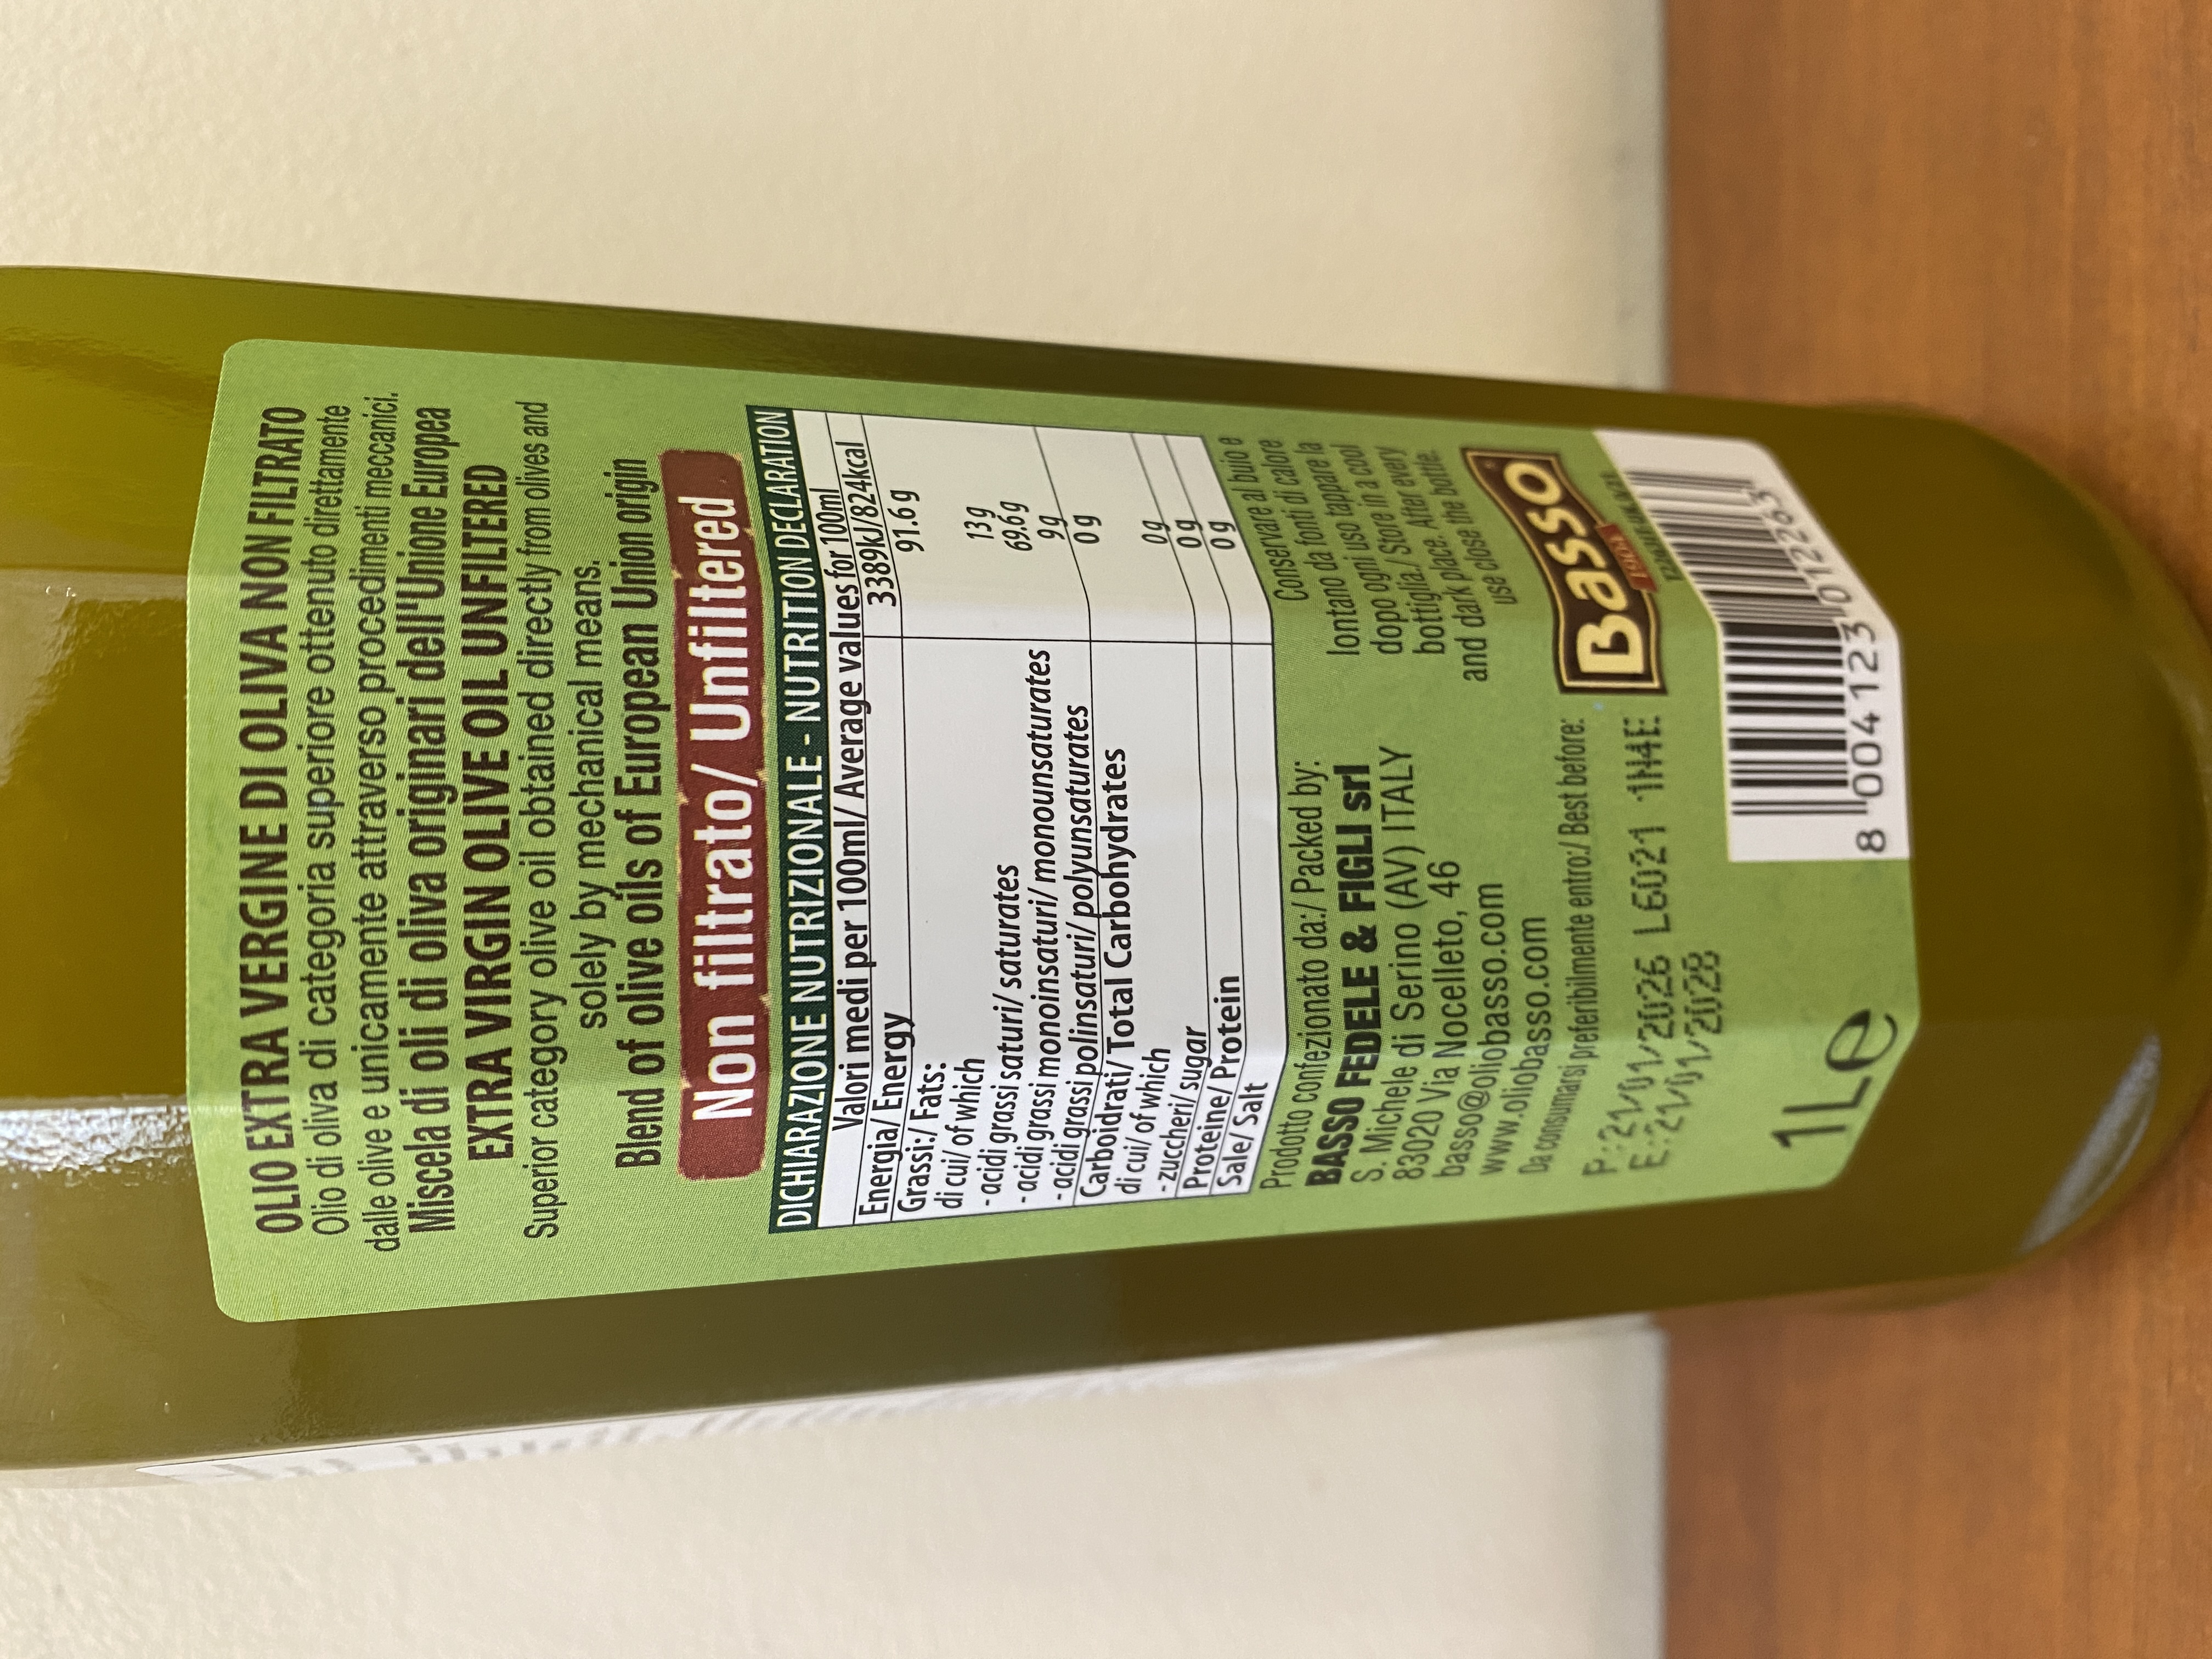 OLIO EXTRA VERGINE DI OLIVA NON FILTRATO
Olio di oliva di categoria superiore ottenuto direttamente
dalle olive e unicamente attraverso procedimenti meccanici.
Miscela di oli di oliva originari dell'Unione Europea
EXTRA VIRGIN OLIVE OIL UNFILTERED
Superior category olive oil obtained directly from olives and
solely by mechanical means.
Blend of olive oils of European Union origin
Non filtrato/ Unfiltered
DICHIARAZIONE NUTRIZIONALE - NUTRITION DECLARATION
Valori medi per 100ml/ Average values for 100ml
Energia/ Energy 3389kJ/824kcal
Grassi:/ Fats: 91.6 g
di cui/ of which
- acidi grassi saturi/ saturates 13 g
- acidi grassi monoinsaturi/ monounsaturates 69.6 g
- acidi grassi polinsaturi/ polyunsaturates 9 g
Carboidrati/ Total Carbohydrates 0 g
di cui/ of which
- zuccheri/ sugar 0 g
Proteine/ Protein 0 g
Sale/ Salt 0 g
Prodotto confezionato da:/ Packed by:
BASSO FEDELE & FIGLI srl
S. Michele di Serino (AV) ITALY
83020 Via Nocelleto, 46
basso@oliobasso.com
www.oliobasso.com
Da consumarsi preferibilmente entro:/ Best before:
P:21/01/2026 L6021 1N4E
E:21/01/2028
1Le
Conservare al buio e
lontano da fonti di calore
dopo ogni uso tappare la
bottiglia./ Store in a cool
and dark place. After every
use close the bottle.
Basso
1904
8 004123 012263